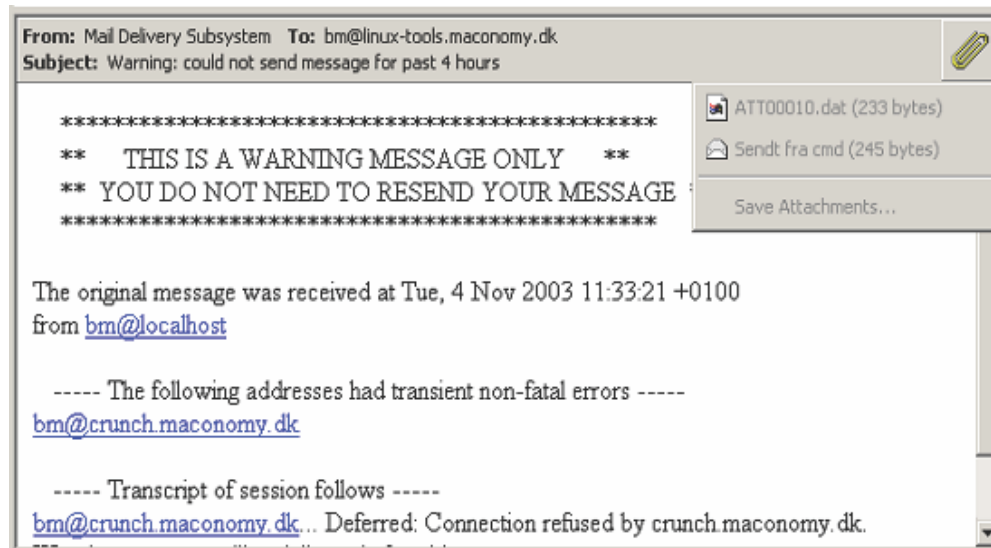 From: Mail Delivery Subsystem To: bm@linux-tools.maconomy.dk
Subject: Warning: could not send message for past 4 hours
ATT00010.dat (233 bytes)
Sendt fra cmd (245 bytes)
Save Attachments...
**********************************************
** THIS IS A WARNING MESSAGE ONLY **
** YOU DO NOT NEED TO RESEND YOUR MESSAGE
**********************************************
The original message was received at Tue, 4 Nov 2003 11:33:21 +0100
from bm@localhost
----- The following addresses had transient non-fatal errors -----
bm@crunch.maconomy.dk
----- Transcript of session follows -----
bm@crunch.maconomy.dk... Deferred: Connection refused by crunch.maconomy.dk.